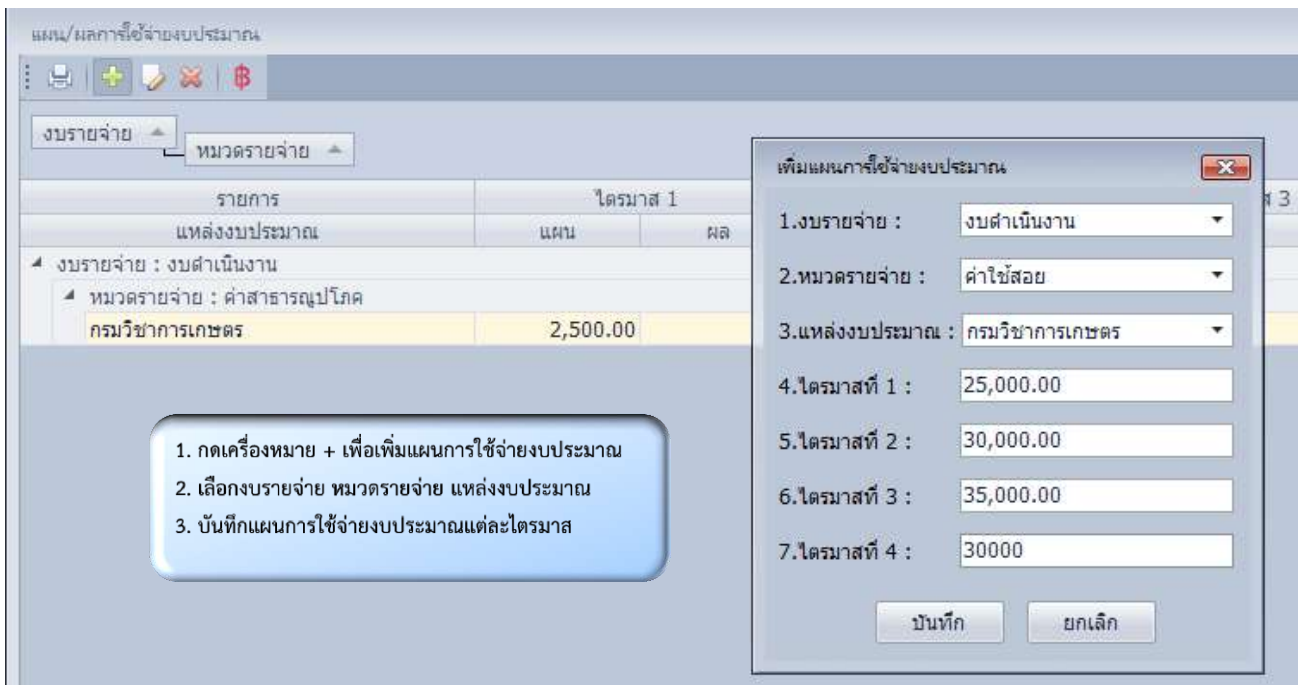 แผน/ผลการใช้จ่ายงบประมาณ
งบรายจ่าย
หมวดรายจ่าย
รายการ ไตรมาส 1
แหล่งงบประมาณ แผน ผล
งบรายจ่าย : งบดำเนินงาน
หมวดรายจ่าย : ค่าสาธารณูปโภค
กรมวิชาการเกษตร 2,500.00
1. กดเครื่องหมาย + เพื่อเพิ่มแผนการใช้จ่ายงบประมาณ
2. เลือกงบรายจ่าย หมวดรายจ่าย แหล่งงบประมาณ
3. บันทึกแผนการใช้จ่ายงบประมาณแต่ละไตรมาส
เพิ่มแผนการใช้จ่ายงบประมาณ
1.งบรายจ่าย : งบดำเนินงาน
2.หมวดรายจ่าย : ค่าใช้สอย
3.แหล่งงบประมาณ : กรมวิชาการเกษตร
4.ไตรมาสที่ 1 : 25,000.00
5.ไตรมาสที่ 2 : 30,000.00
6.ไตรมาสที่ 3 : 35,000.00
7.ไตรมาสที่ 4 : 30000
บันทึก ยกเลิก
ส 3